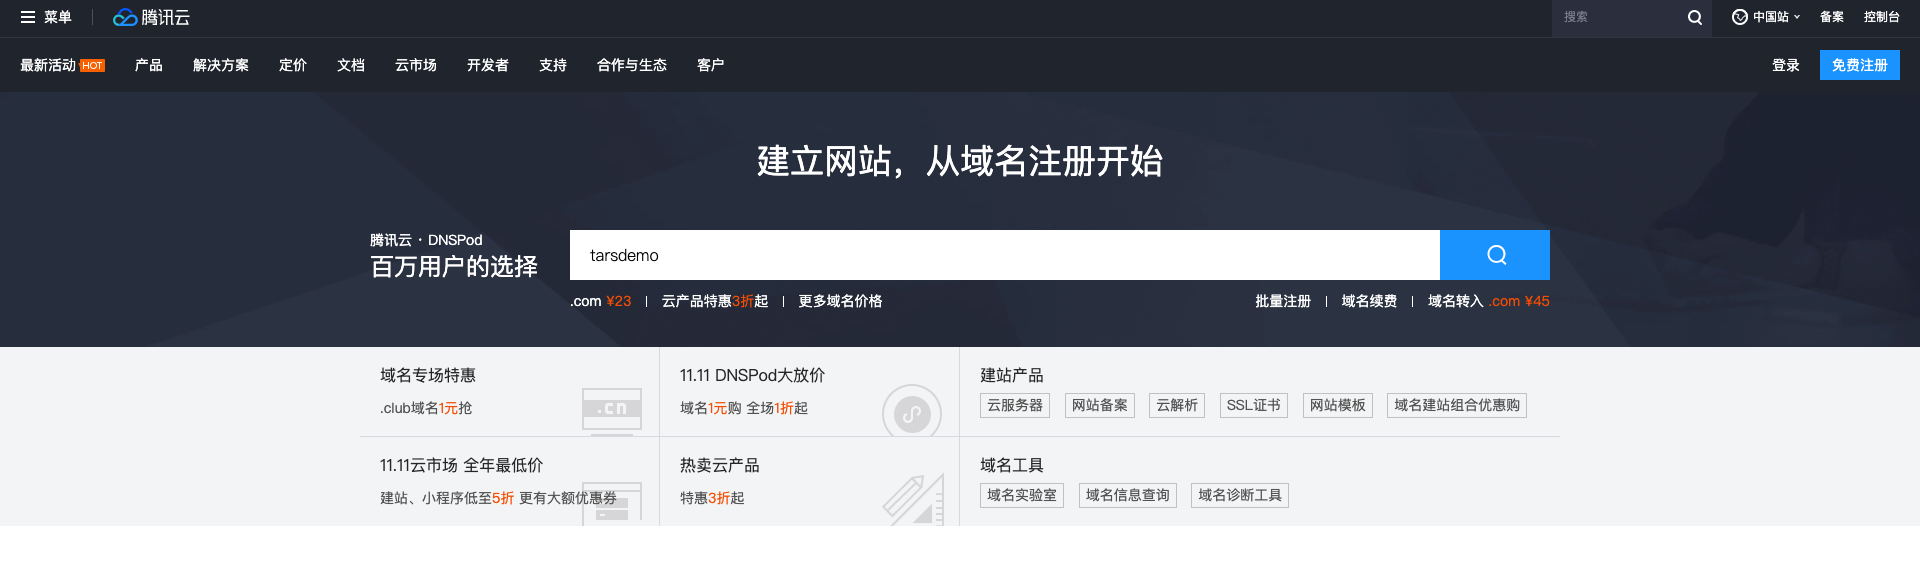 菜单 腾讯云 搜索 中国站 备案 控制台
最新活动 HOT 产品 解决方案 定价 文档 云市场 开发者 支持 合作与生态 客户 登录 免费注册
建立网站，从域名注册开始
腾讯云 · DNSPod
百万用户的选择
tarsdemo
.com ¥23 | 云产品特惠3折起 | 更多域名价格 批量注册 | 域名续费 | 域名转入 .com ¥45
域名专场特惠
.club域名1元抢
.cn
11.11 DNSPod大放价
域名1元购 全场1折起
建站产品
云服务器 网站备案 云解析 SSL证书 网站模板 域名建站组合优惠购
11.11云市场 全年最低价
建站、小程序低至5折 更有大额优惠券
热卖云产品
特惠3折起
域名工具
域名实验室 域名信息查询 域名诊断工具